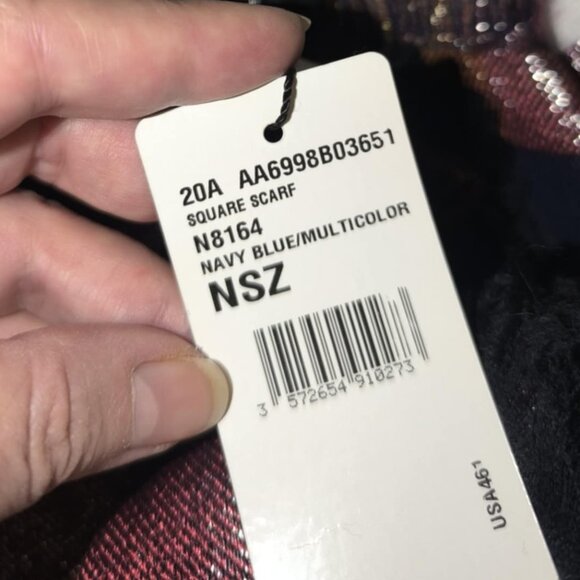 20A AA6998B03651
SQUARE SCARF
N8164
NAVY BLUE/MULTICOLOR
NSZ
3 572654 910273
USA461